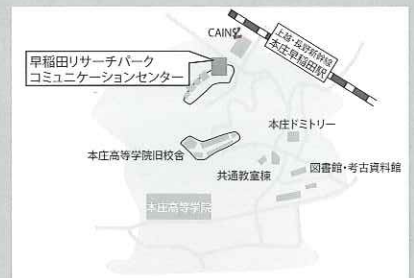 CAINZ
上越・長野新幹線
本庄早稲田駅
早稲田リサーチパーク
コミュニケーションセンター
本庄ドミトリー
本庄高等学院旧校舎
共通教室棟
図書館・考古資料館
本庄高等学院